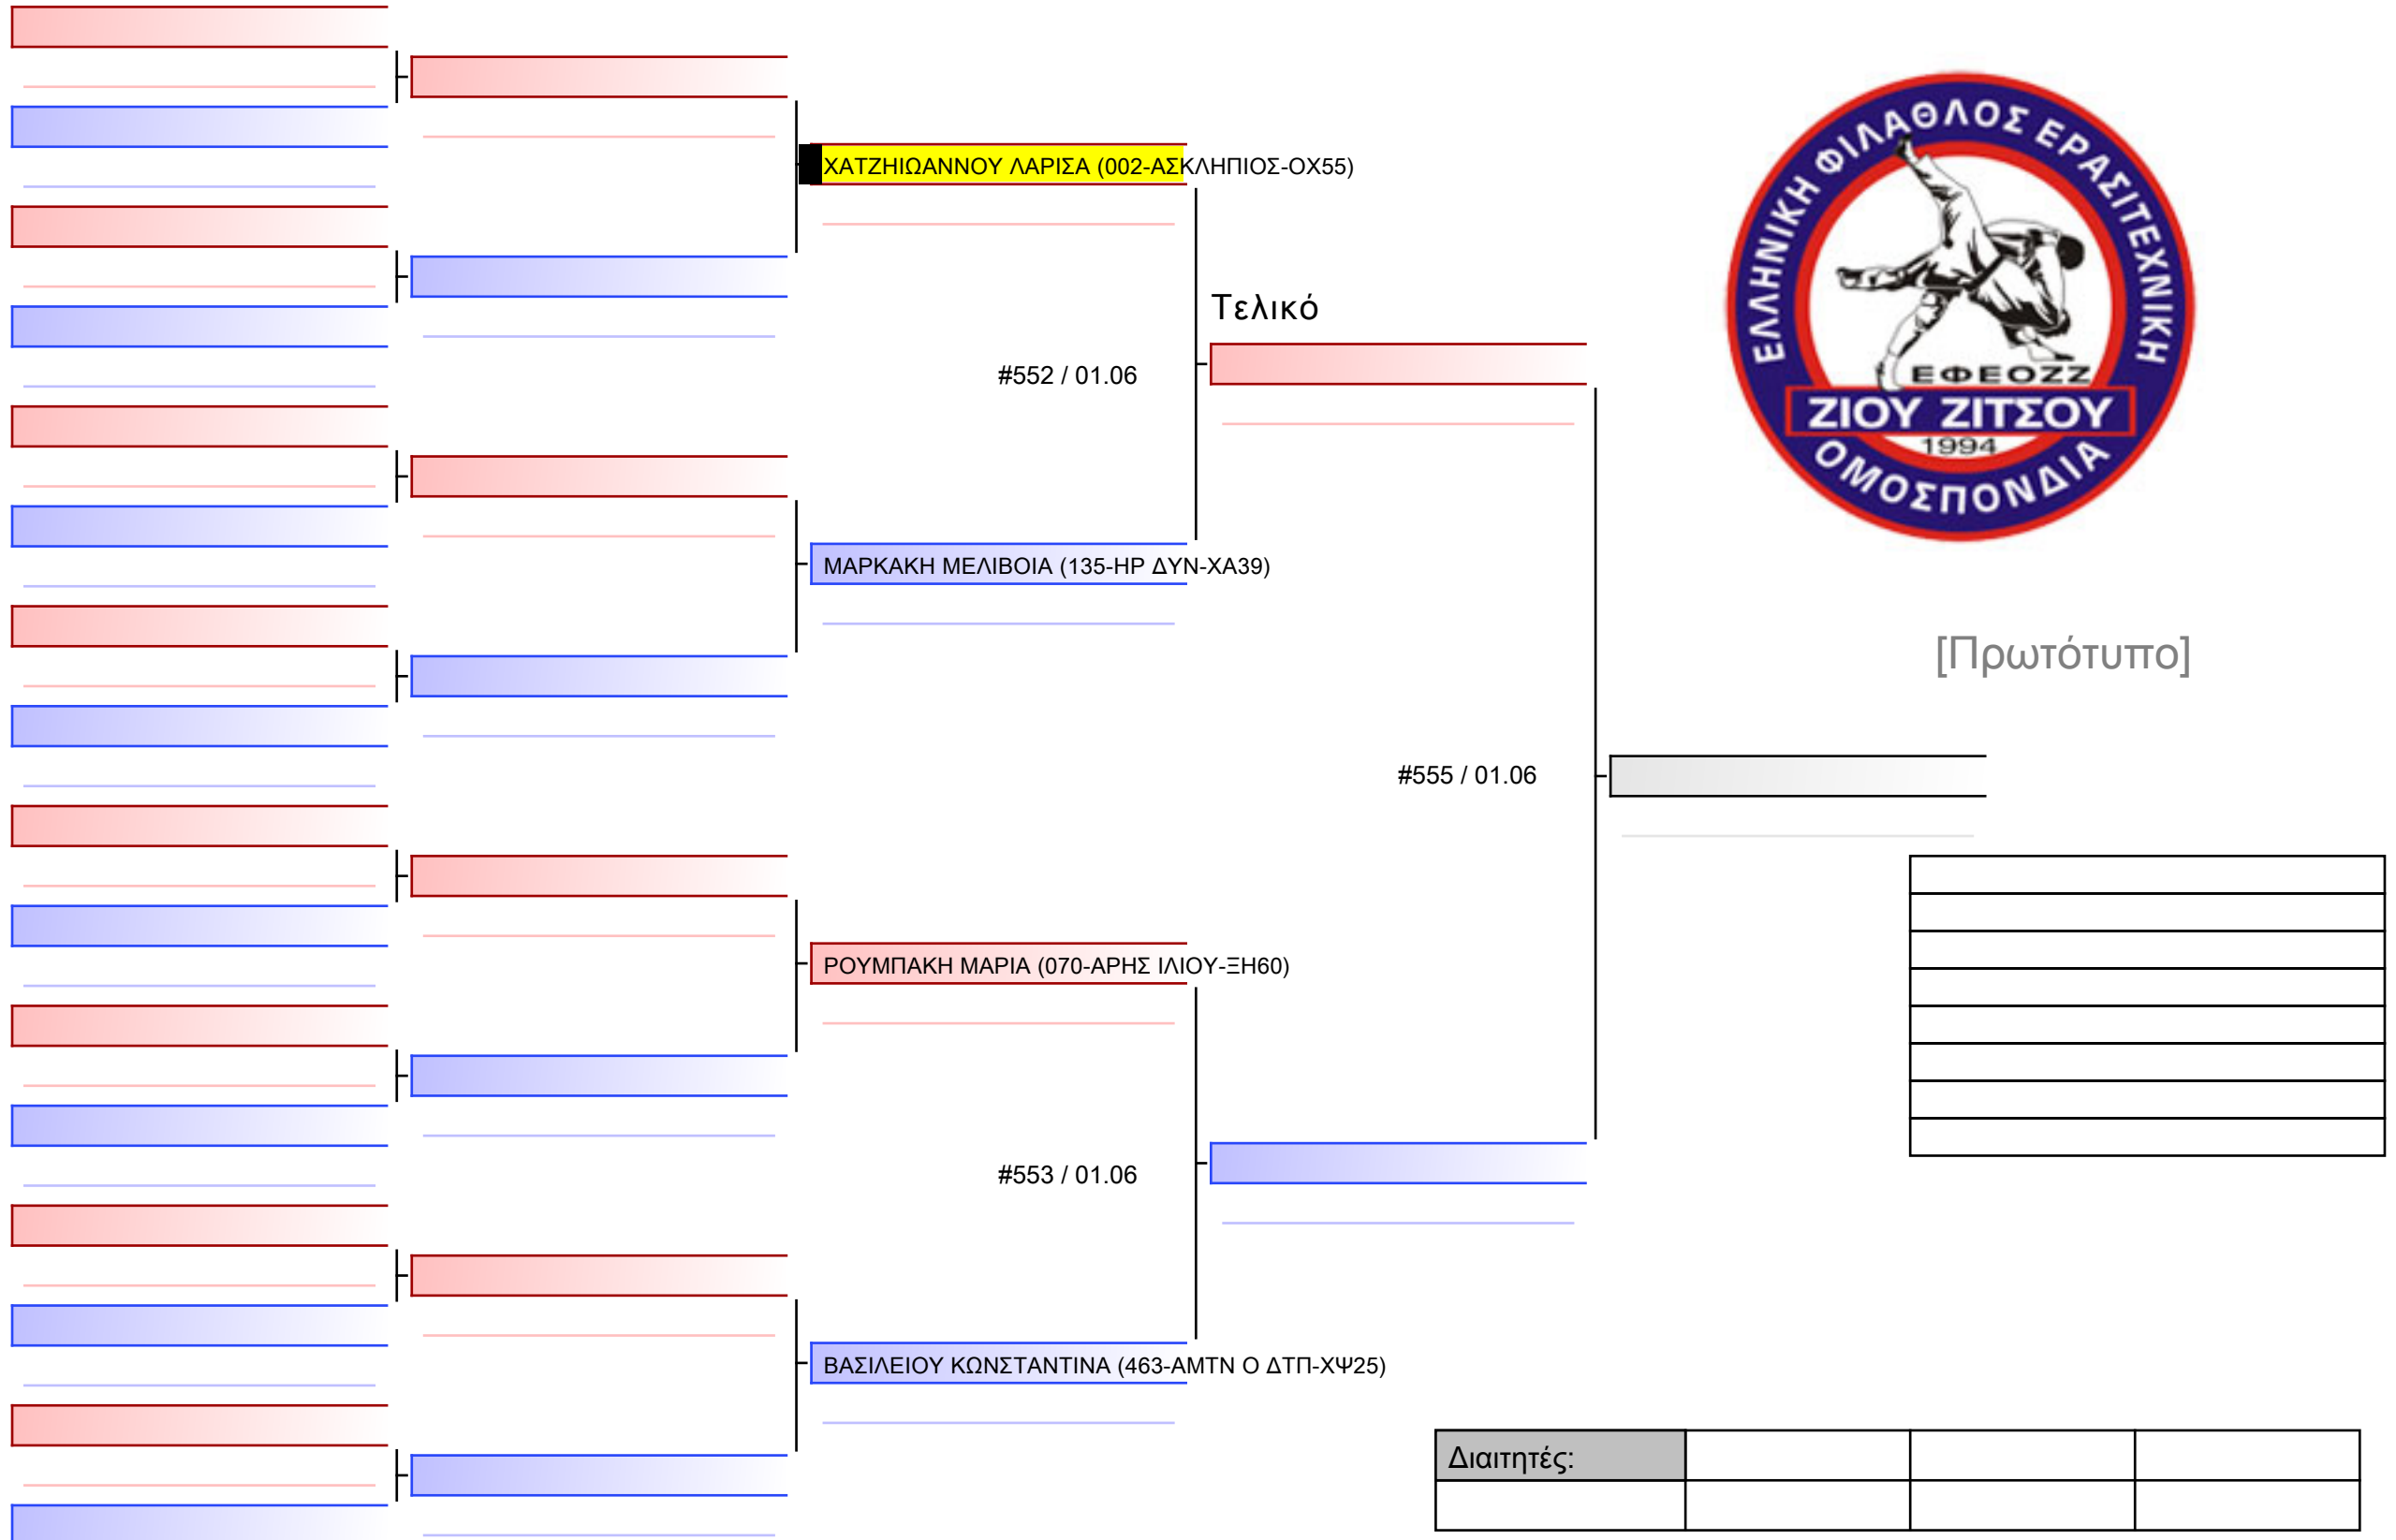 ΧΑΤΖΗΙΩΑΝΝΟΥ ΛΑΡΙΣΑ (002-ΑΣΚΛΗΠΙΟΣ-ΟΧ55)
Τελικό
#552 / 01.06
ΜΑΡΚΑΚΗ ΜΕΛΙΒΟΙΑ (135-ΗΡ ΔΥΝ-ΧΑ39)
ΕΛΛΗΝΙΚΗ ΦΙΛΑΘΛΟΣ ΕΡΑΣΙΤΕΧΝΙΚΗ
ΕΦΕΟΖΖ
ΖΙΟΥ ΖΙΤΣΟΥ
1994
ΟΜΟΣΠΟΝΔΙΑ
[Πρωτότυπο]
#555 / 01.06
ΡΟΥΜΠΑΚΗ ΜΑΡΙΑ (070-ΑΡΗΣ ΙΛΙΟΥ-ΞΗ60)
#553 / 01.06
ΒΑΣΙΛΕΙΟΥ ΚΩΝΣΤΑΝΤΙΝΑ (463-ΑΜΤΝ Ο ΔΤΠ-ΧΨ25)
Διαιτητές: